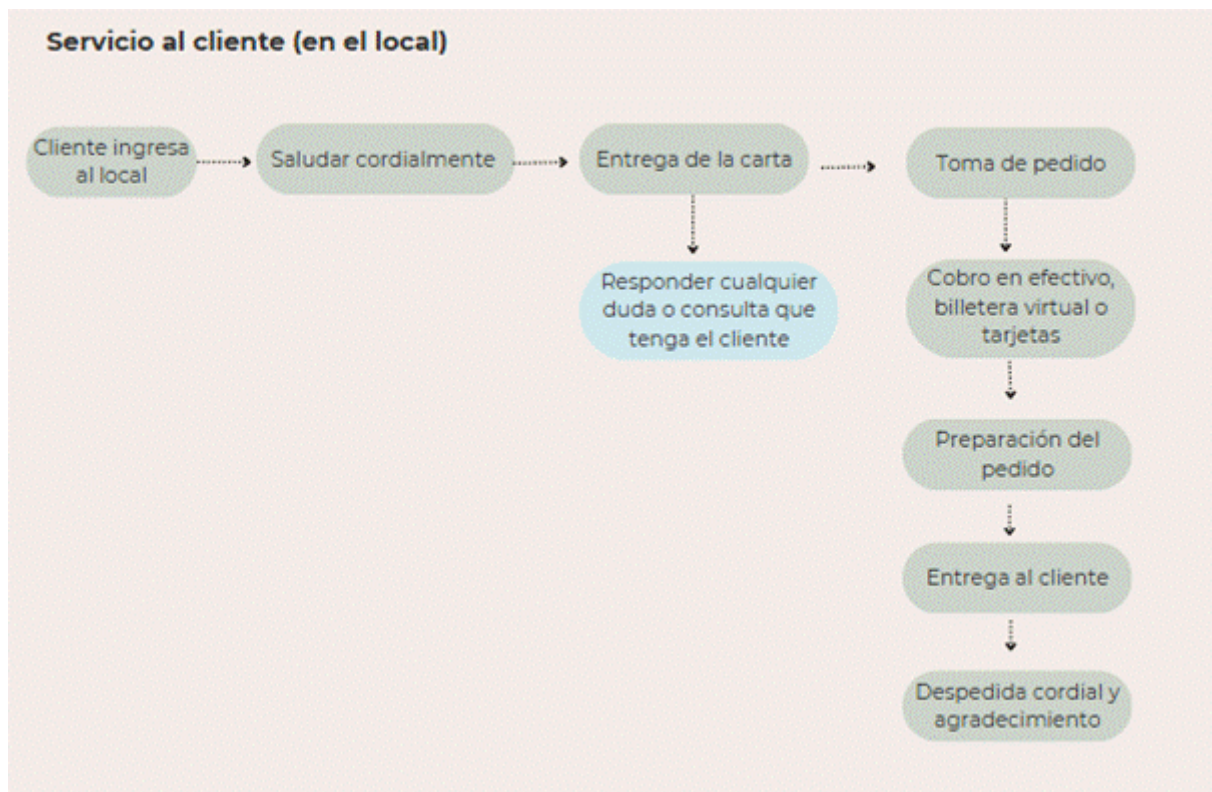 Servicio al cliente (en el local)
Cliente ingresa
al local
Saludar cordialmente
Entrega de la carta
Toma de pedido
Responder cualquier
duda o consulta que
tenga el cliente
Cobro en efectivo,
billetera virtual o
tarjetas
Preparación del
pedido
Entrega al cliente
Despedida cordial y
agradecimiento